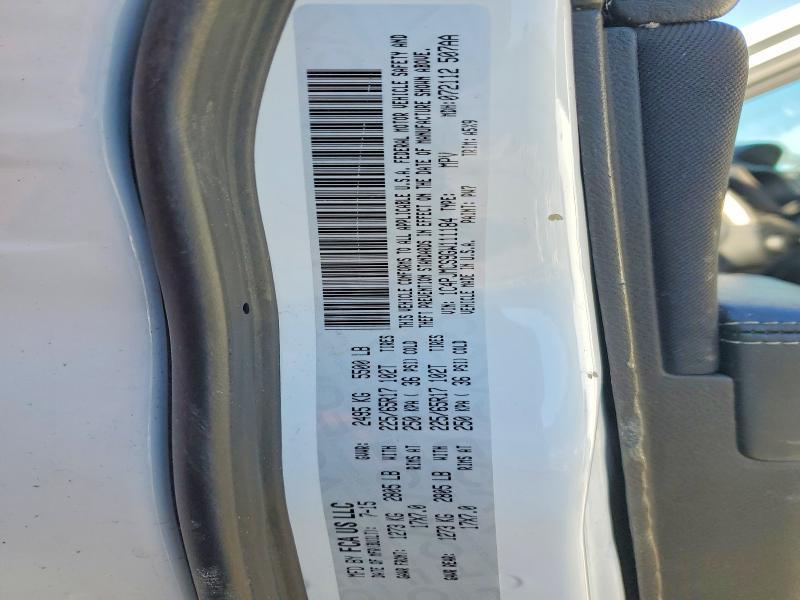 MFD BY FCA US LLC
DATE OF MFR/BUILT: 7-15 GVWR: 2495 KG 5500 LB
GAWR FRONT: 1273 KG 2805 LB WITH 225/65R17 102T TIRES
17X7.0 RIMS AT 250 KPA ( 36 PSI) COLD
GAWR REAR: 1273 KG 2805 LB WITH 225/65R17 102T TIRES
17X7.0 RIMS AT 250 KPA ( 36 PSI) COLD
THIS VEHICLE CONFORMS TO ALL APPLICABLE U.S.A. FEDERAL MOTOR VEHICLE SAFETY AND
THEFT PREVENTION STANDARDS IN EFFECT ON THE DATE OF MANUFACTURE SHOWN ABOVE.
VIN: 1C4PJMCS9GW111184 TYPE: MPV MDH: 072112 507AA
VEHICLE MADE IN U.S.A. PAINT: PW7 TRIM: A5X9